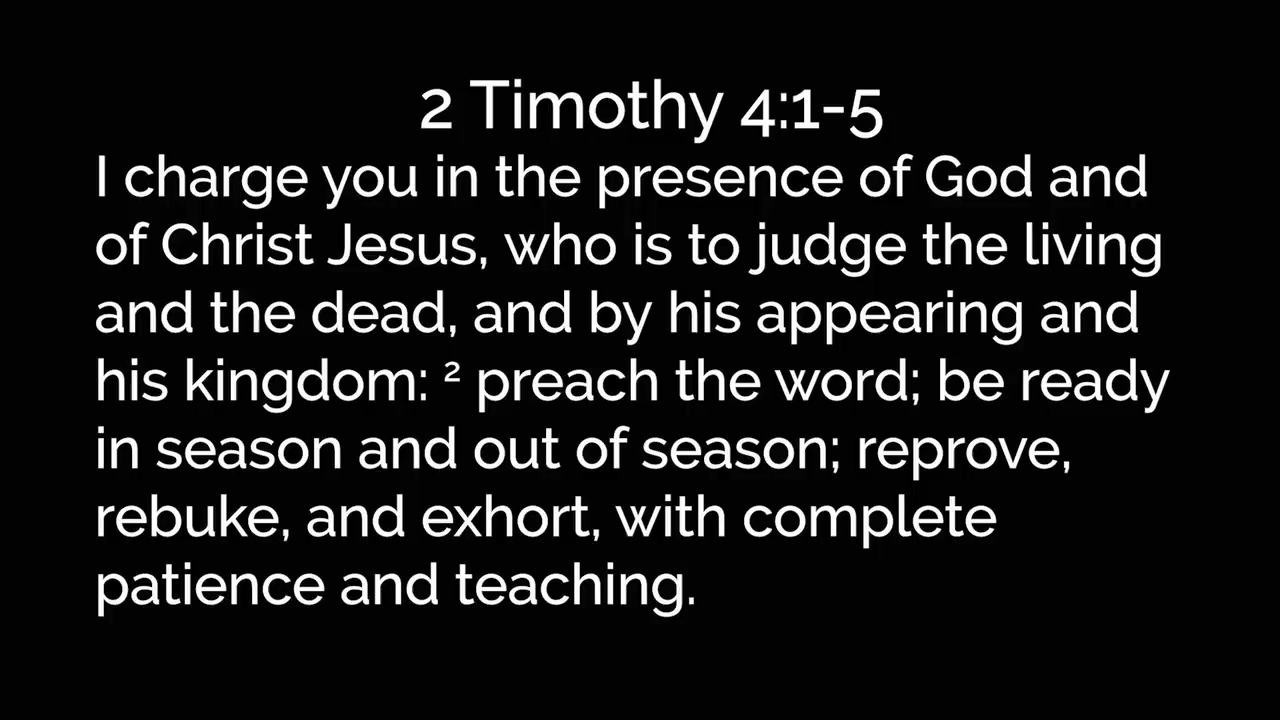 2 Timothy 4:1-5
I charge you in the presence of God and
of Christ Jesus, who is to judge the living
and the dead, and by his appearing and
his kingdom: ² preach the word; be ready
in season and out of season; reprove,
rebuke, and exhort, with complete
patience and teaching.